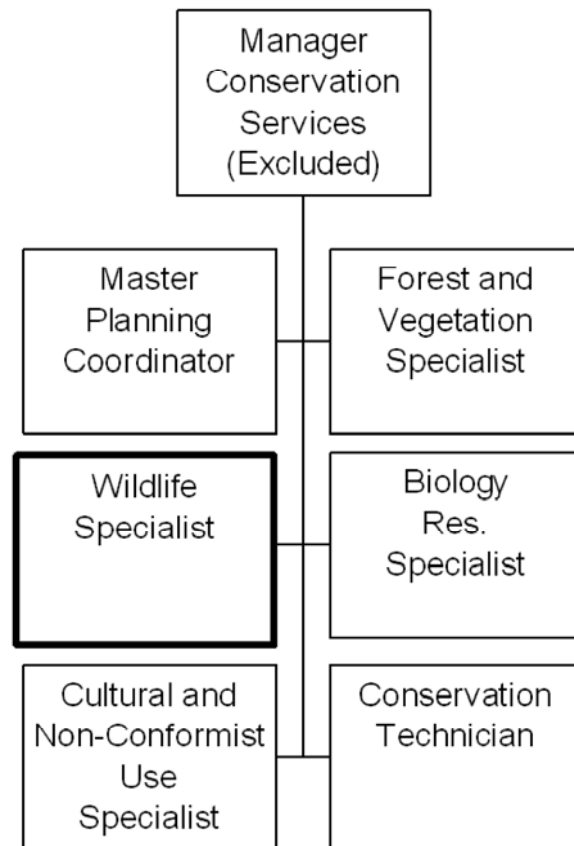 Manager
Conservation
Services
(Excluded)
Master
Planning
Coordinator
Forest and
Vegetation
Specialist
Wildlife
Specialist
Biology
Res.
Specialist
Cultural and
Non-Conformist
Use
Specialist
Conservation
Technician